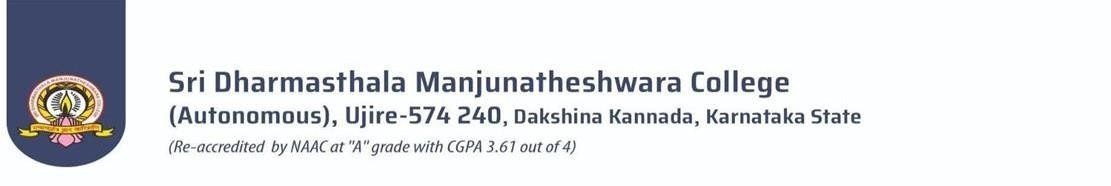 Sri Dharmasthala Manjunatheshwara College
(Autonomous), Ujire-574 240, Dakshina Kannada, Karnataka State
(Re-accredited by NAAC at "A" grade with CGPA 3.61 out of 4)